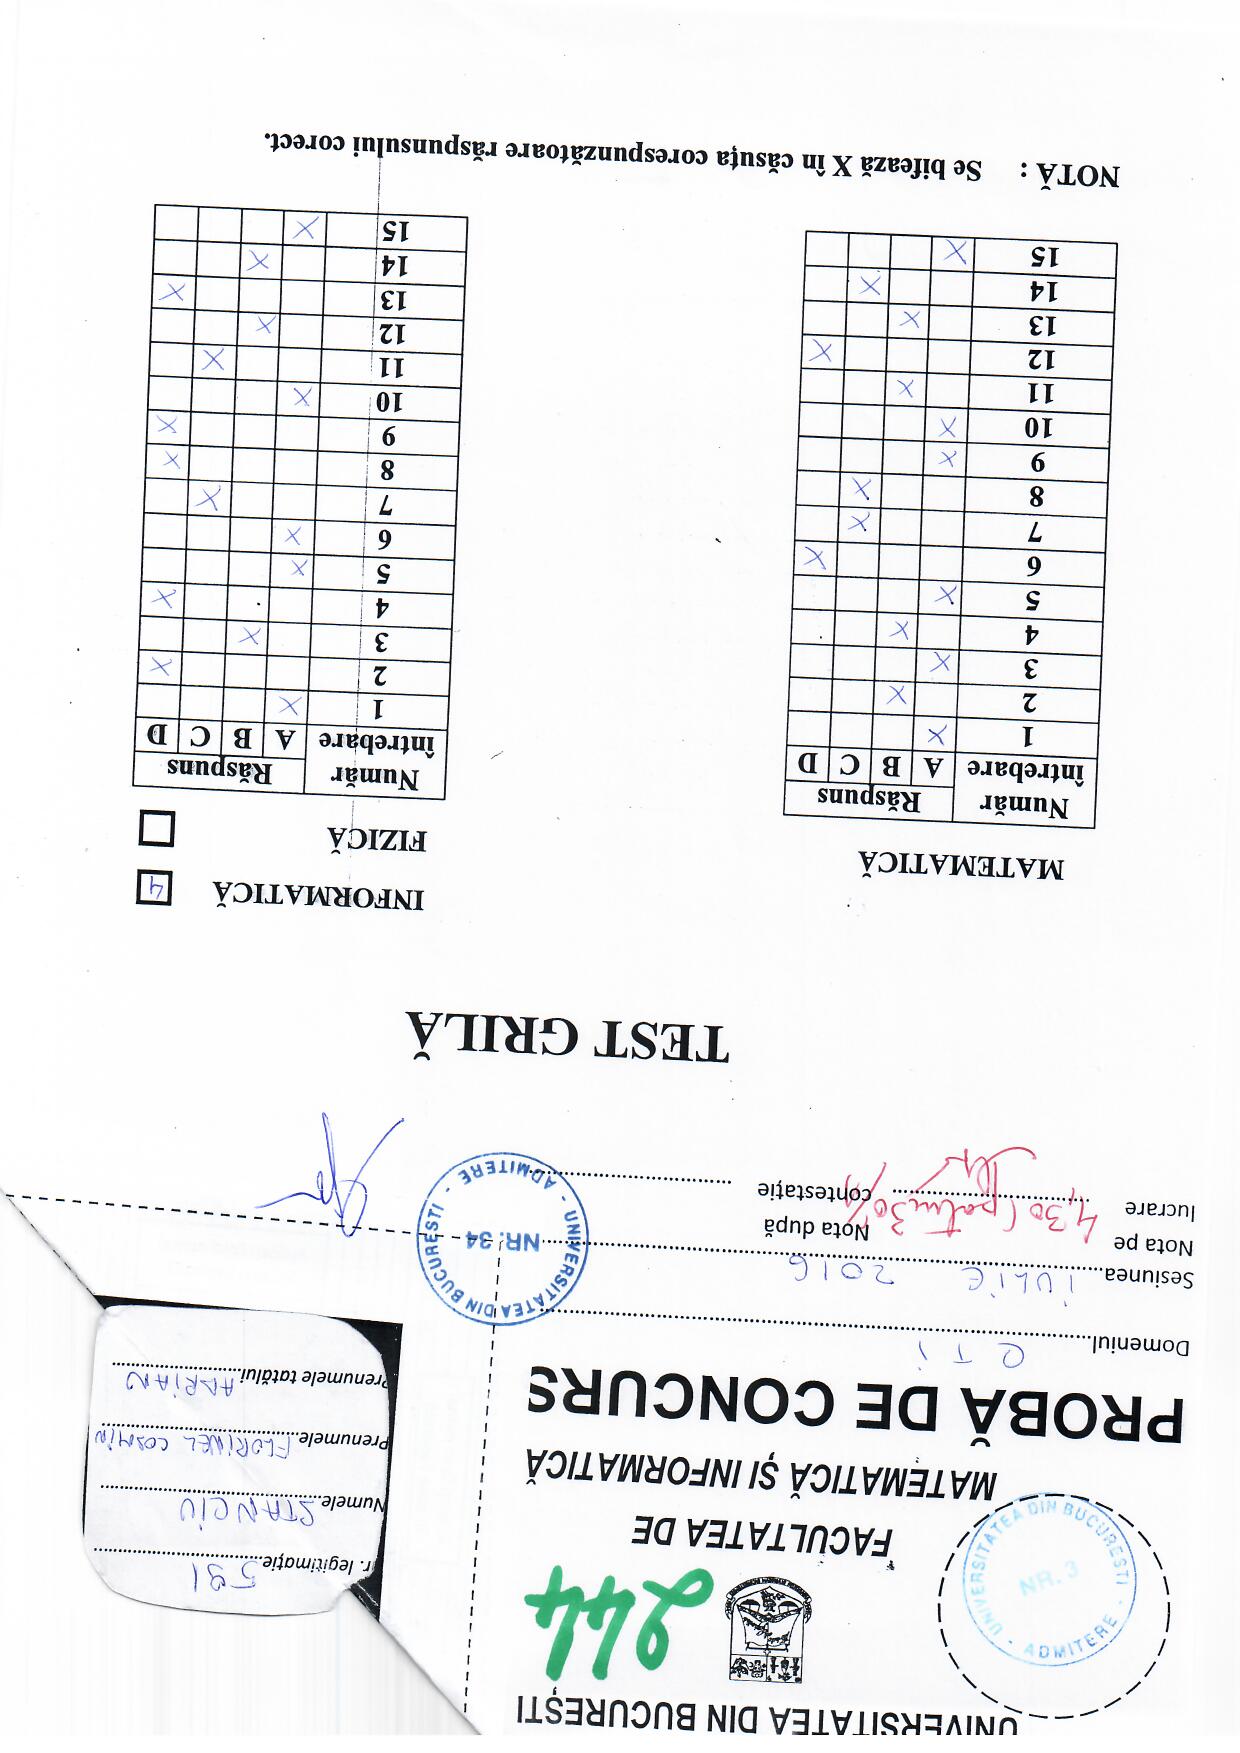 UNIVERSITATEA DIN BUCUREȘTI
244
FACULTATEA DE
MATEMATICĂ ȘI INFORMATICĂ
UNIVERSITATEA DIN BUCURESTI - ADMITERE -
NR. 3
r. legitimație 591
Numele STANCIU
Prenumele FLORINEL COSMIN
Prenumele tatălui ADRIAN
PROBĂ DE CONCURS
Domeniul CTI
Sesiunea IULIE 2016
Nota pe lucrare 4,30 (patru 30/
Nota după contestație
UNIVERSITATEA DIN BUCURESTI - ADMITERE -
NR. 34
TEST GRILĂ
INFORMATICĂ 4
MATEMATICĂ
FIZICĂ
Număr întrebare Răspuns
A B C D
1 X
2 X
3 X
4 X
5 X
6 X
7 X
8 X
9 X
10 X
11 X
12 X
13 X
14 X
15 X
Număr întrebare Răspuns
A B C D
1 X
2 X
3 X
4 X
5 X
6 X
7 X
8 X
9 X
10 X
11 X
12 X
13 X
14 X
15 X
NOTĂ : Se bifează X în căsuța corespunzătoare răspunsului corect.